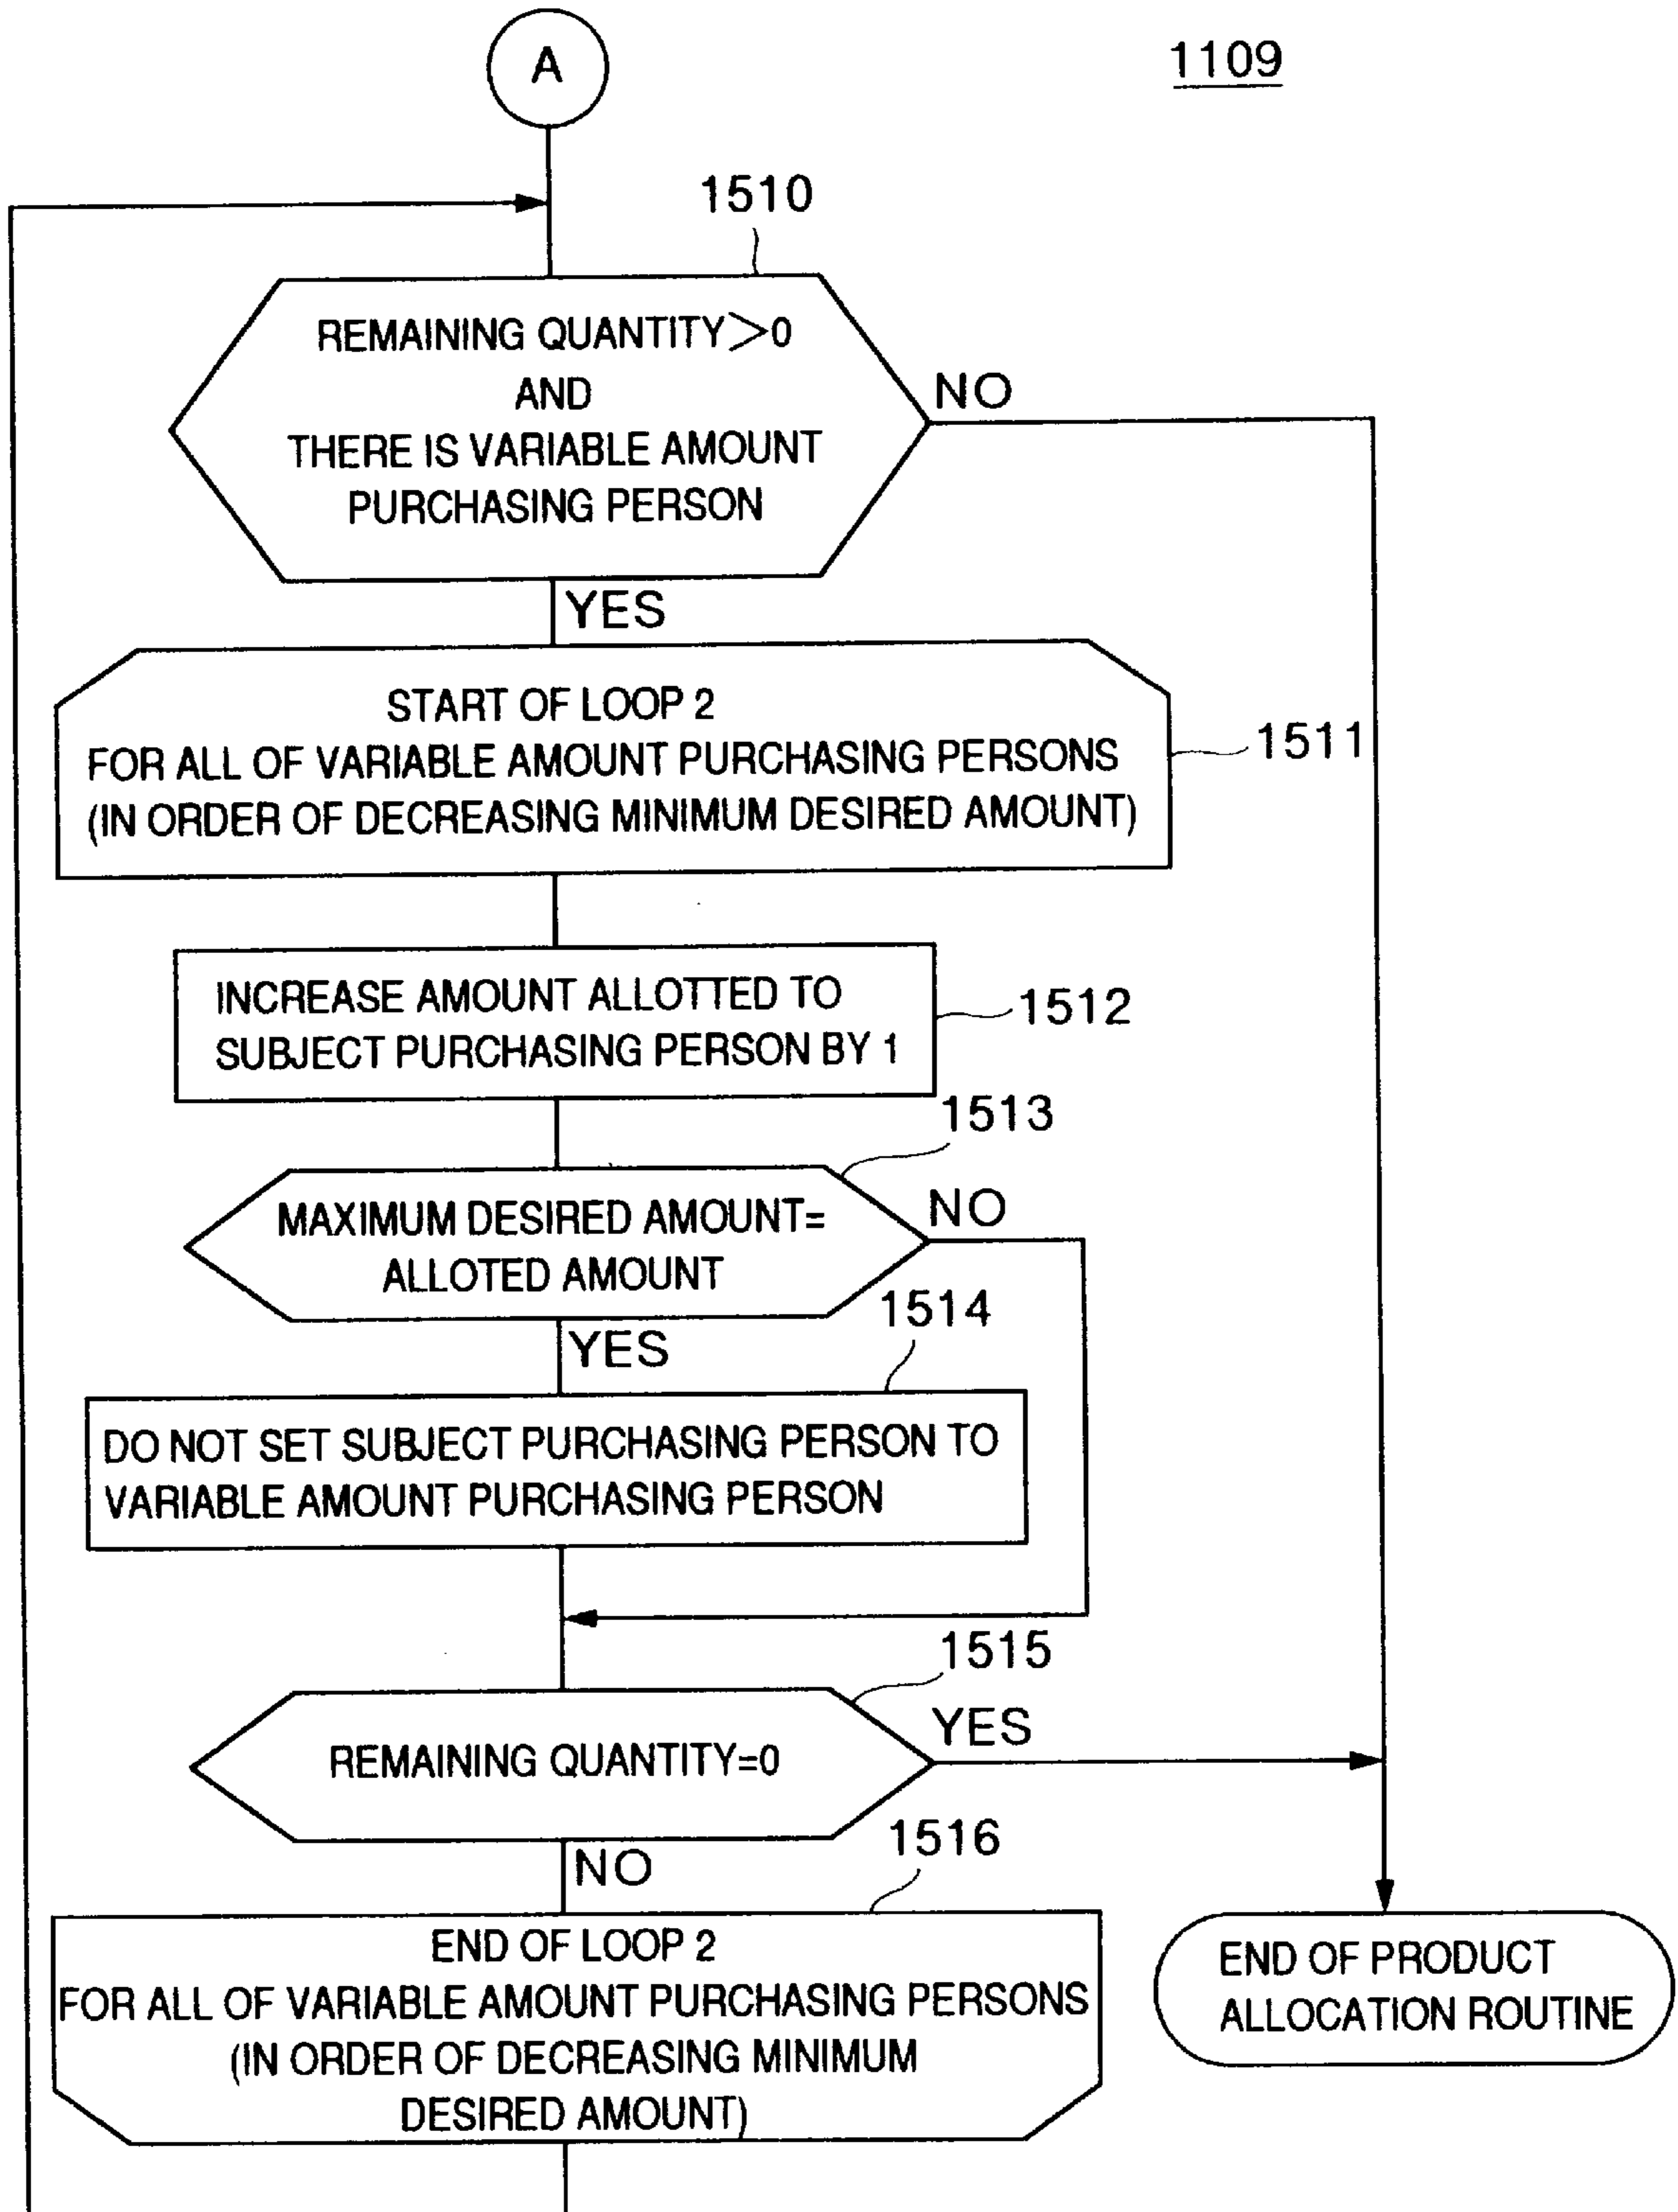 A
1109
1510
REMAINING QUANTITY>0
AND
THERE IS VARIABLE AMOUNT
PURCHASING PERSON
NO
YES
START OF LOOP 2
FOR ALL OF VARIABLE AMOUNT PURCHASING PERSONS
(IN ORDER OF DECREASING MINIMUM DESIRED AMOUNT)
1511
INCREASE AMOUNT ALLOTTED TO
SUBJECT PURCHASING PERSON BY 1
1512
1513
MAXIMUM DESIRED AMOUNT=
ALLOTED AMOUNT
NO
YES
1514
DO NOT SET SUBJECT PURCHASING PERSON TO
VARIABLE AMOUNT PURCHASING PERSON
1515
REMAINING QUANTITY=0
YES
NO
1516
END OF LOOP 2
FOR ALL OF VARIABLE AMOUNT PURCHASING PERSONS
(IN ORDER OF DECREASING MINIMUM
DESIRED AMOUNT)
END OF PRODUCT
ALLOCATION ROUTINE